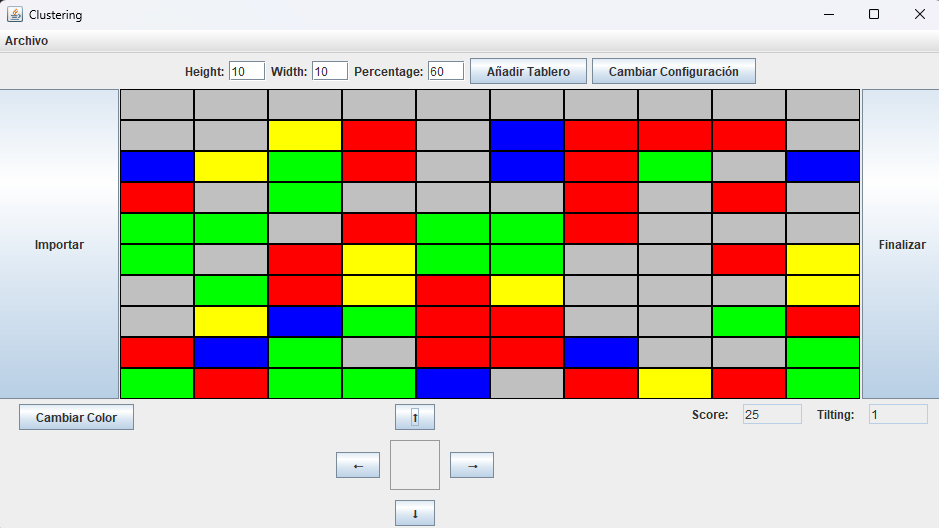 Clustering
Archivo
Height: 10 Width: 10 Percentage: 60 Añadir Tablero Cambiar Configuración
Importar
Finalizar
Cambiar Color
↑
Score: 25 Tilting: 1
← →
↓